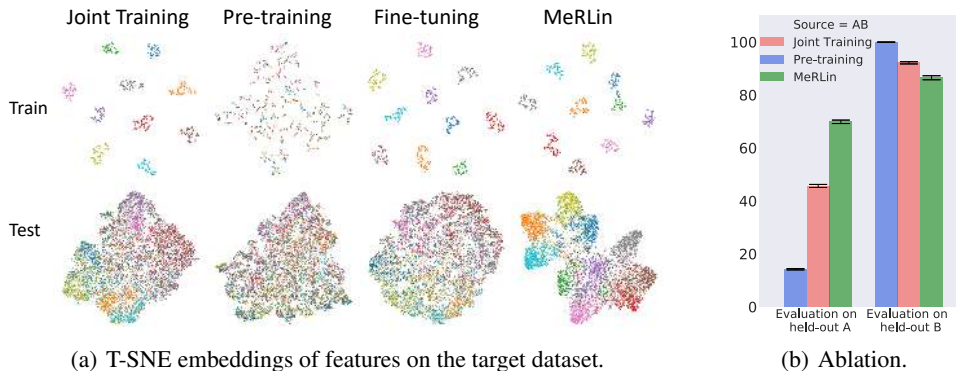 Joint Training Pre-training Fine-tuning MeRLin
Train
Test
(a) T-SNE embeddings of features on the target dataset.
Source = AB
Joint Training
Pre-training
MeRLin
100
80
60
40
20
0
Evaluation on held-out A
Evaluation on held-out B
(b) Ablation.